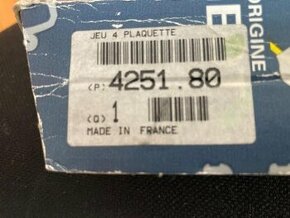 JEU 4 PLAQUETTE
(P) 4251.80
(Q) 1
MADE IN FRANCE
ORIGINE
E